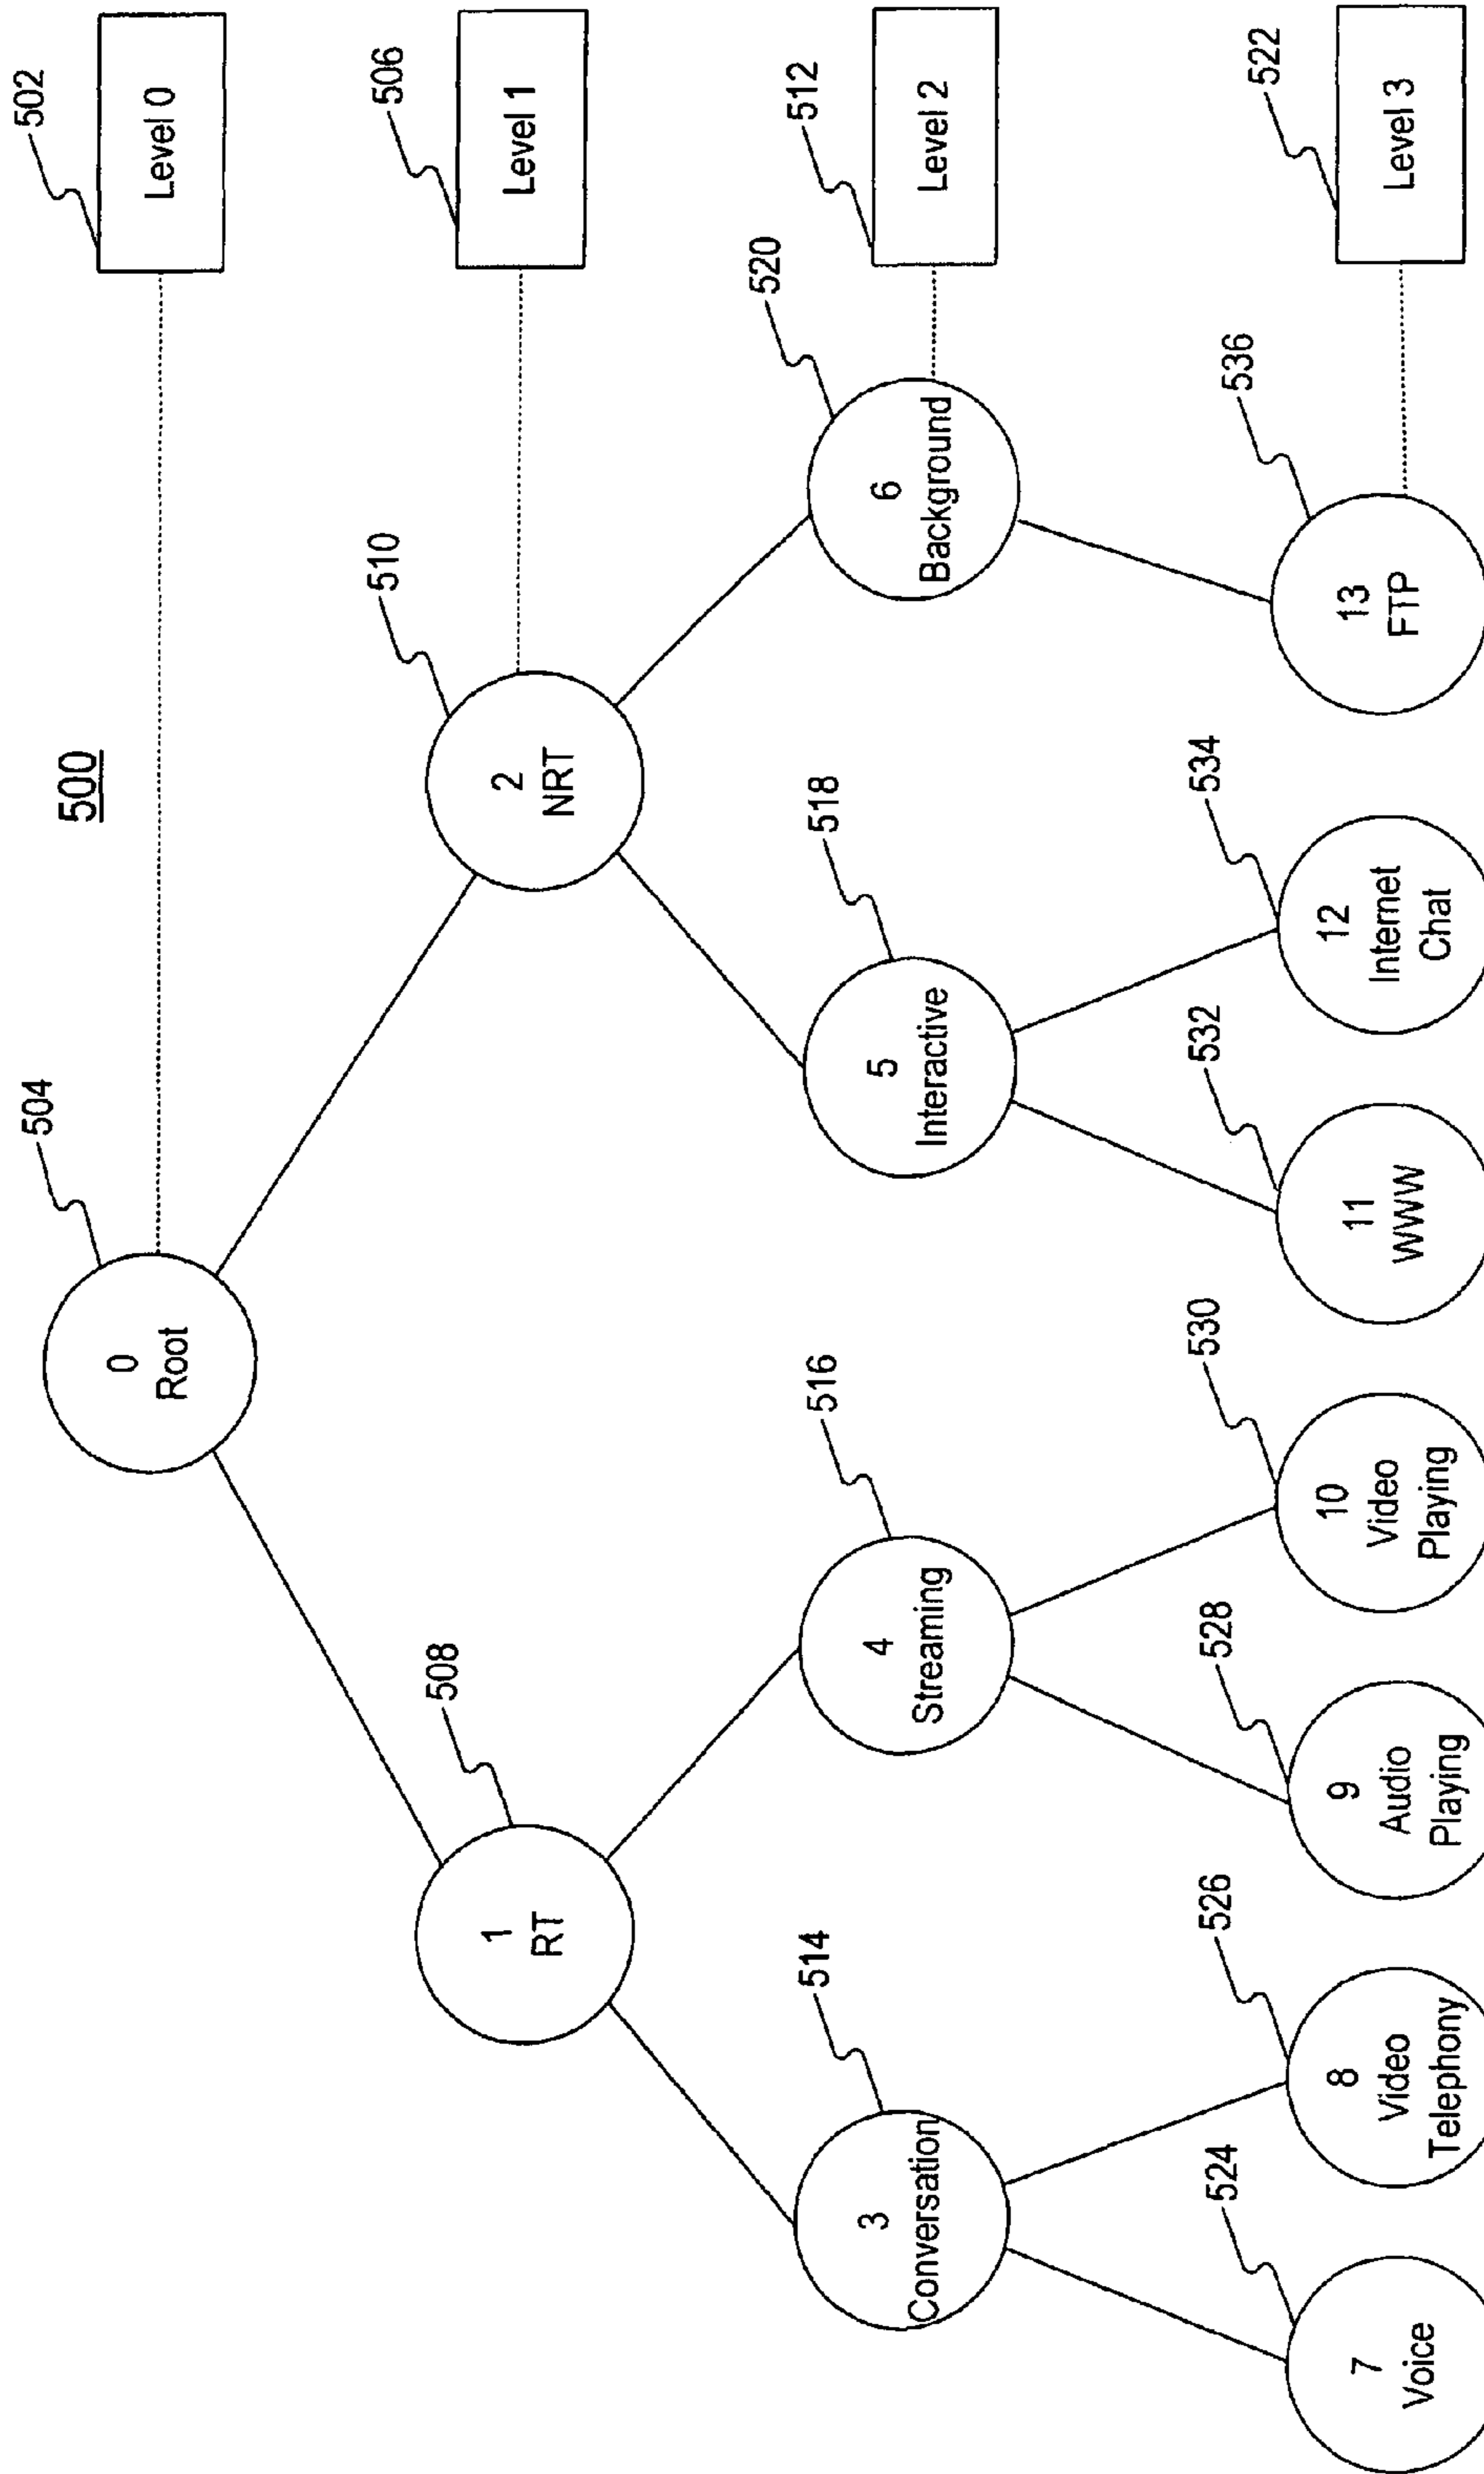 500
502
Level 0
504
0
Root
506
Level 1
508
1
RT
510
2
NRT
512
Level 2
514
3
Conversation
516
4
Streaming
518
5
Interactive
520
6
Background
522
Level 3
524
7
Voice
526
8
Video
Telephony
528
9
Audio
Playing
530
10
Video
Playing
532
11
WWW
534
12
Internet
Chat
536
13
FTP